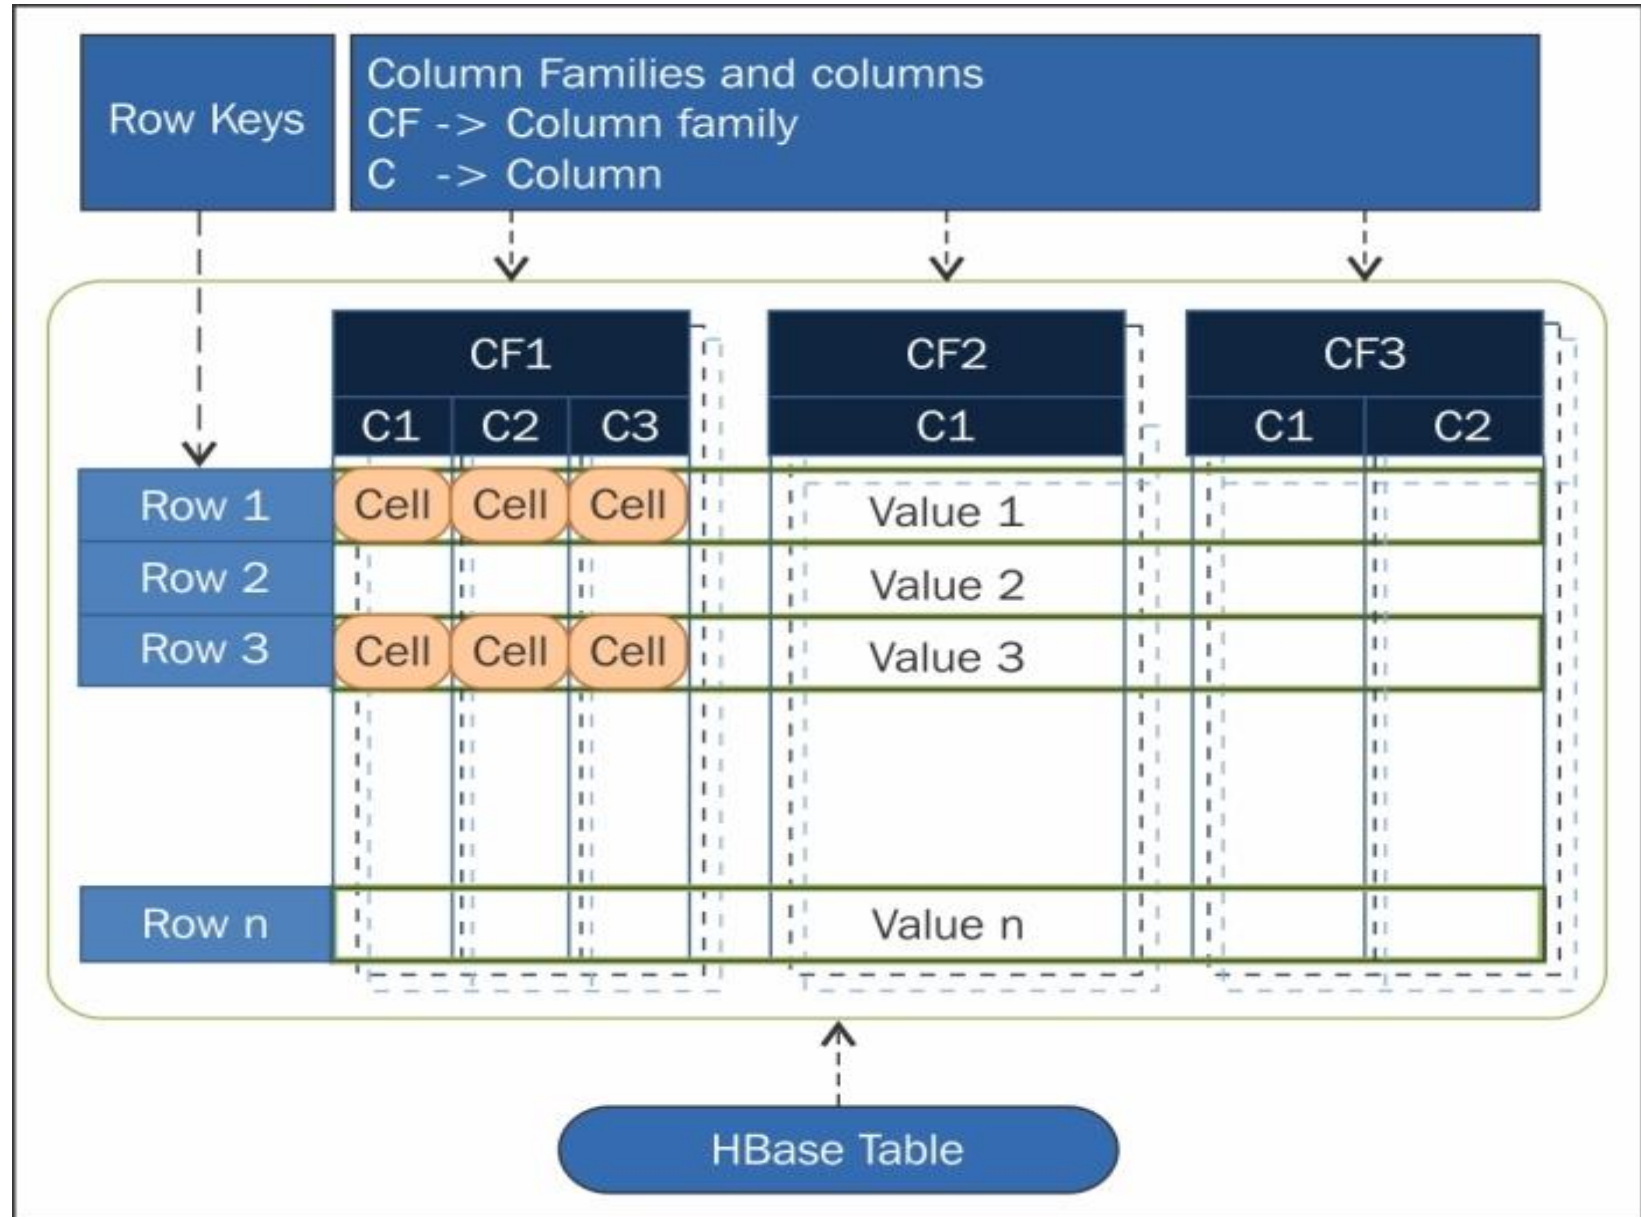 Row Keys
Column Families and columns
CF -> Column family
C -> Column
CF1
CF2
CF3
C1
C2
C3
C1
C1
C2
Row 1
Cell
Cell
Cell
Value 1
Row 2
Value 2
Row 3
Cell
Cell
Cell
Value 3
Row n
Value n
HBase Table